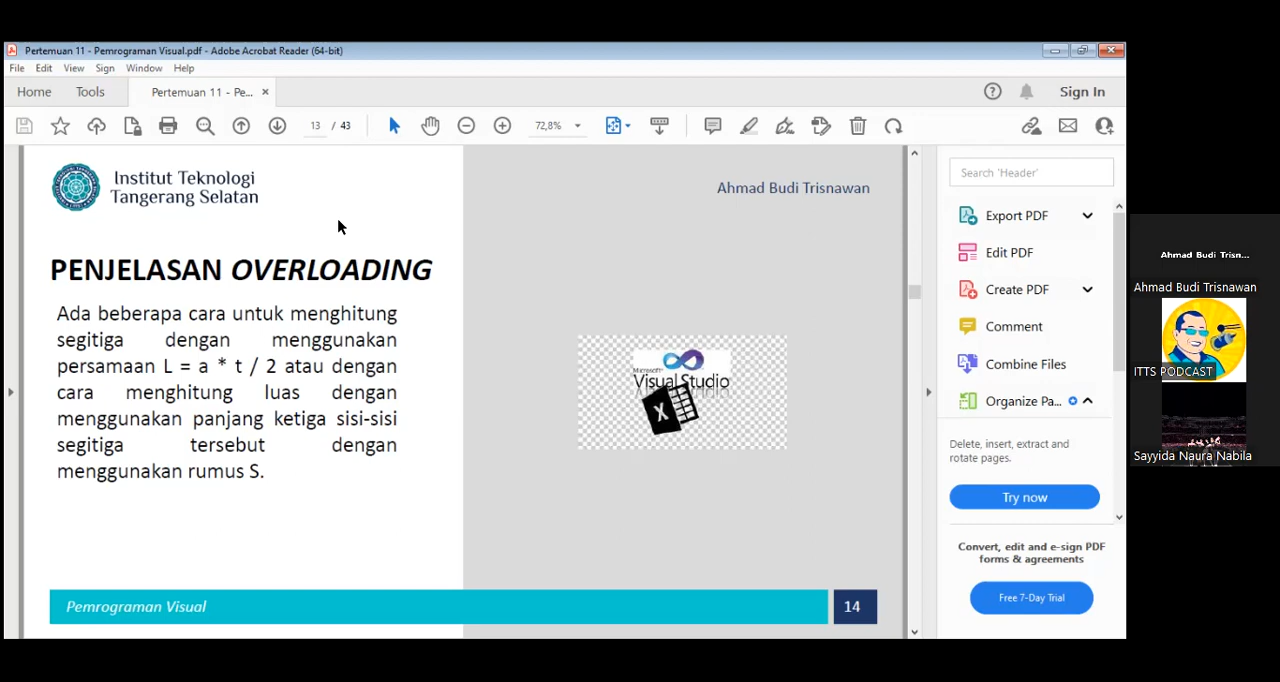 Pertemuan 11 - Pemrograman Visual.pdf - Adobe Acrobat Reader (64-bit)
File Edit View Sign Window Help
Home Tools Pertemuan 11 - Pe... × Sign In
13 / 43 72,8%
Institut Teknologi
Tangerang Selatan
Ahmad Budi Trisnawan
PENJELASAN OVERLOADING
Ada beberapa cara untuk menghitung
segitiga dengan menggunakan
persamaan L = a * t / 2 atau dengan
cara menghitung luas dengan
menggunakan panjang ketiga sisi-sisi
segitiga tersebut dengan
menggunakan rumus S.
Microsoft
Visual Studio
X
Pemrograman Visual
14
Search 'Header'
Export PDF
Edit PDF
Create PDF
Comment
Combine Files
Organize Pa...
Delete, insert, extract and
rotate pages.
Try now
Convert, edit and e-sign PDF
forms & agreements
Free 7-Day Trial
Ahmad Budi Trisn...
Ahmad Budi Trisnawan
ITTS PODCAST
Sayyida Naura Nabila